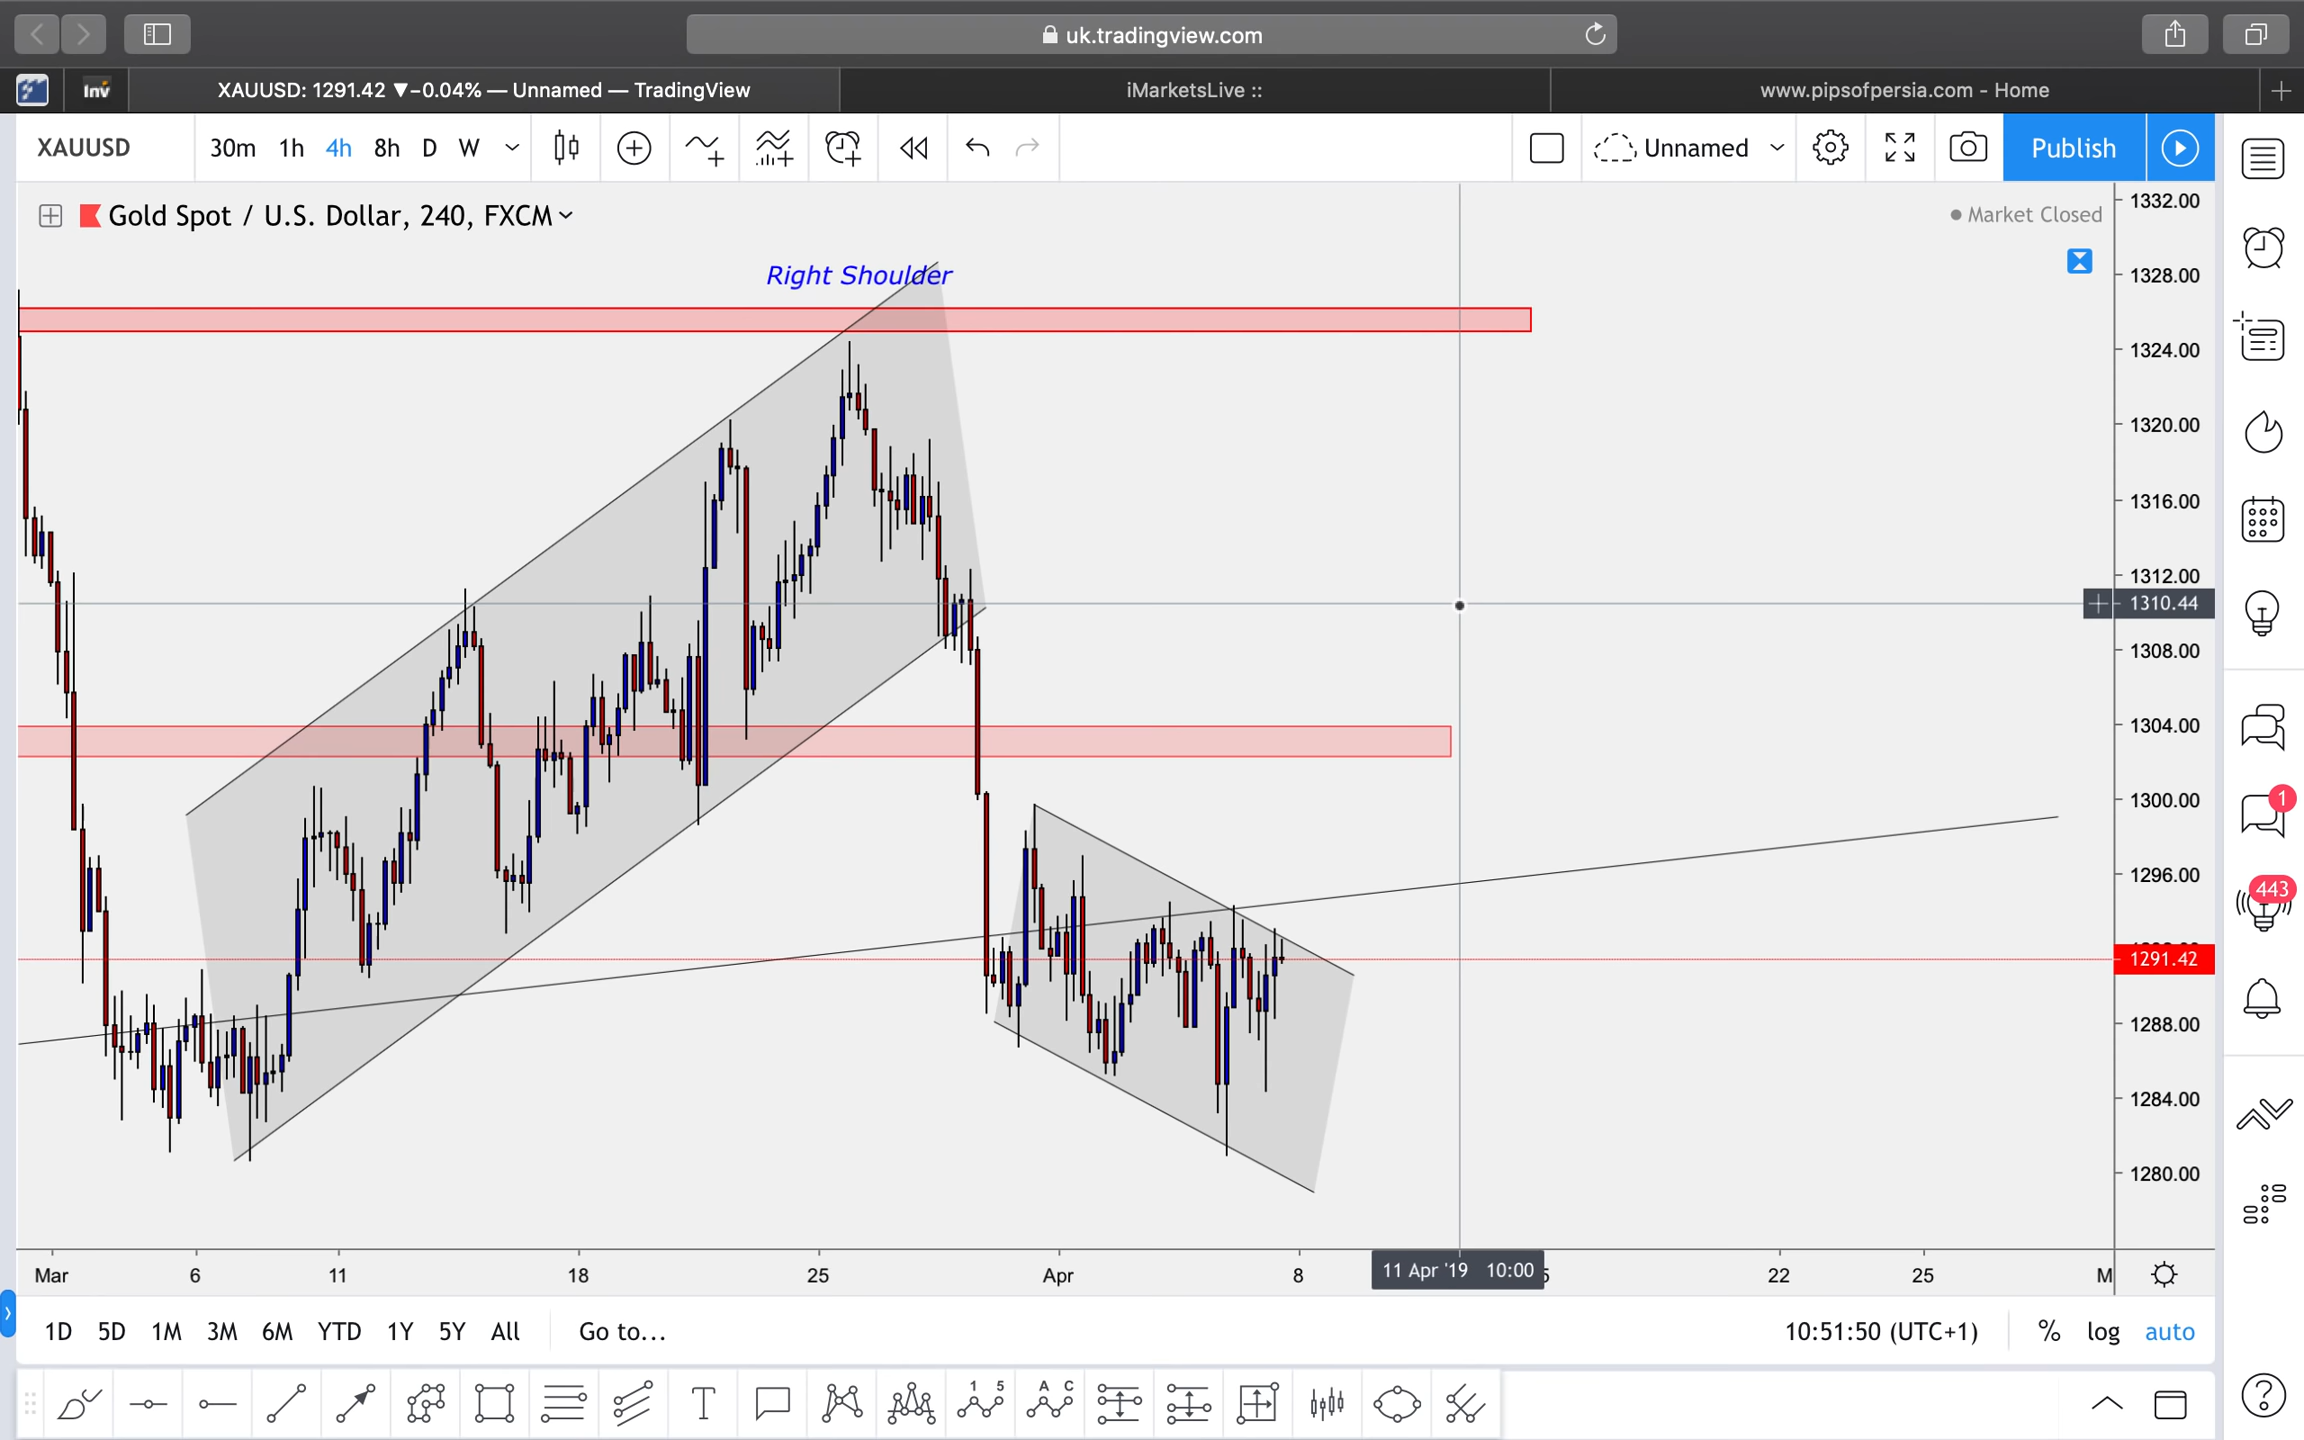 uk.tradingview.com
Inv
XAUUSD: 1291.42 ▼−0.04% — Unnamed — TradingView
iMarketsLive ::
www.pipsofpersia.com - Home
XAUUSD
30m 1h 4h 8h D W
Unnamed
Publish
Gold Spot / U.S. Dollar, 240, FXCM
Market Closed
Right Shoulder
1332.00
1328.00
1324.00
1320.00
1316.00
1312.00
1310.44
1308.00
1304.00
1300.00
1296.00
1291.42
1288.00
1284.00
1280.00
1
443
Mar 6 11 18 25 Apr 8 11 Apr '19 10:00 22 25 M
1D 5D 1M 3M 6M YTD 1Y 5Y All Go to...
10:51:50 (UTC+1) % log auto
T 1 5 A C